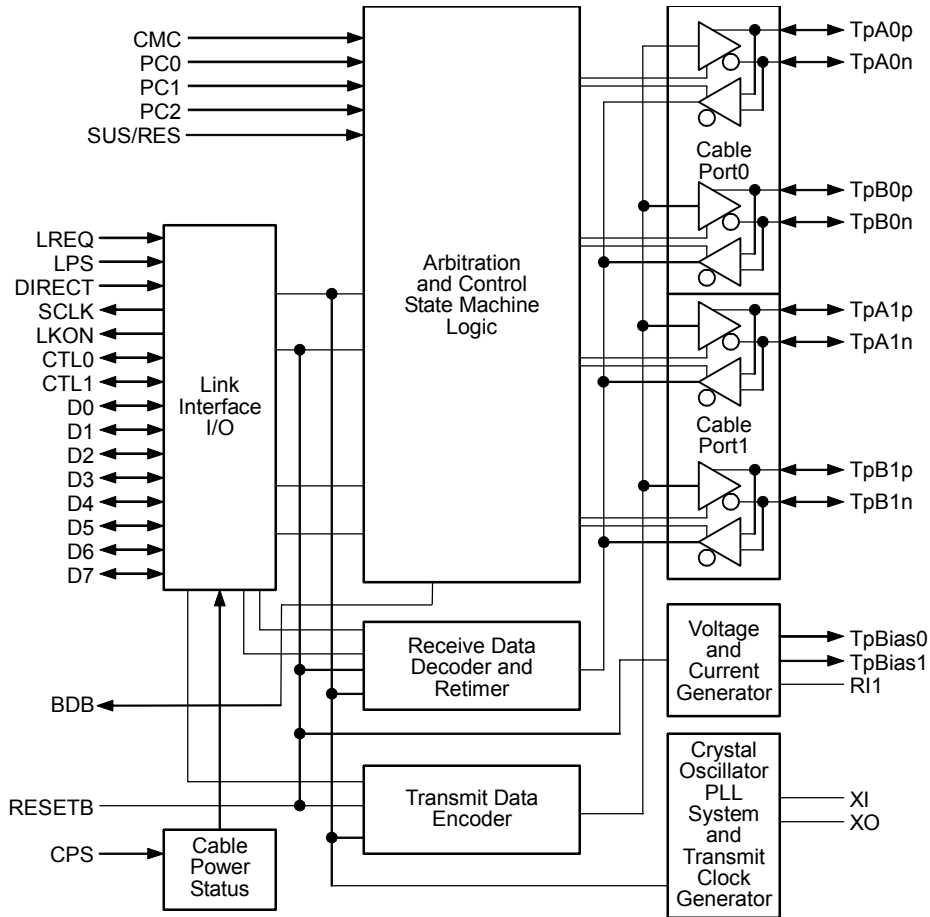 CMC
PC0
PC1
PC2
SUS/RES
LREQ
LPS
DIRECT
SCLK
LKON
CTL0
CTL1
D0
D1
D2
D3
D4
D5
D6
D7
BDB
RESETB
CPS
Link
Interface
I/O
Cable
Power
Status
Arbitration
and Control
State Machine
Logic
Receive Data
Decoder and
Retimer
Transmit Data
Encoder
Cable
Port0
Cable
Port1
Voltage
and
Current
Generator
Crystal
Oscillator
PLL
System
and
Transmit
Clock
Generator
TpA0p
TpA0n
TpB0p
TpB0n
TpA1p
TpA1n
TpB1p
TpB1n
TpBias0
TpBias1
RI1
XI
XO